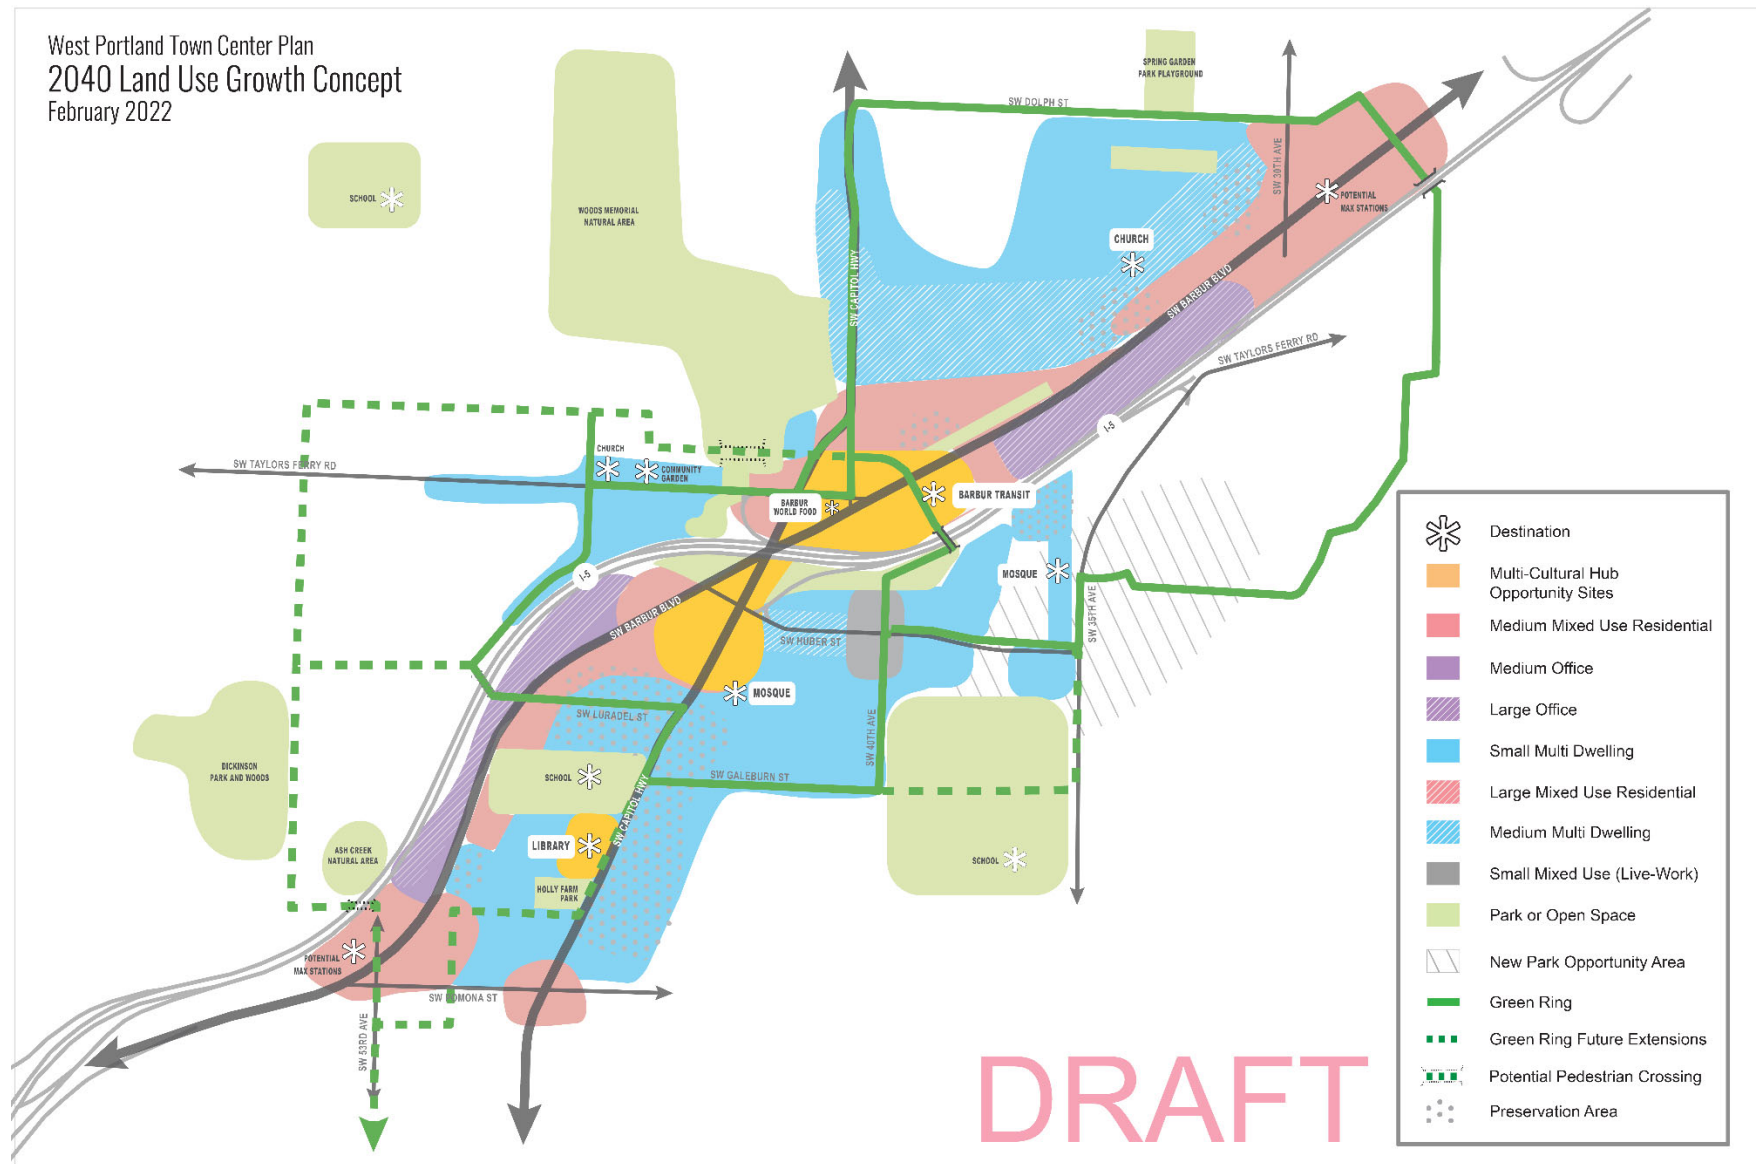 West Portland Town Center Plan
2040 Land Use Growth Concept
February 2022
SPRING GARDEN
PARK PLAYGROUND
SW DOLPH ST
SW 30TH AVE
SCHOOL
WOODS MEMORIAL
NATURAL AREA
POTENTIAL
MAX STATIONS
CHURCH
SW CAPITOL HWY
SW BARBUR BLVD
SW TAYLORS FERRY RD
I-5
SW TAYLORS FERRY RD
CHURCH
COMMUNITY
GARDEN
BARBUR
WORLD FOOD
BARBUR TRANSIT
I-5
MOSQUE
SW BARBUR BLVD
SW HUBER ST
SW 35TH AVE
MOSQUE
SW LURADEL ST
SW 40TH AVE
DICKINSON
PARK AND WOODS
SCHOOL
SW GALEBURN ST
SW CAPITOL HWY
LIBRARY
ASH CREEK
NATURAL AREA
SCHOOL
HOLLY FARM
PARK
POTENTIAL
MAX STATIONS
SW POMONA ST
SW 53RD AVE
Destination
Multi-Cultural Hub
Opportunity Sites
Medium Mixed Use Residential
Medium Office
Large Office
Small Multi Dwelling
Large Mixed Use Residential
Medium Multi Dwelling
Small Mixed Use (Live-Work)
Park or Open Space
New Park Opportunity Area
Green Ring
Green Ring Future Extensions
Potential Pedestrian Crossing
Preservation Area
DRAFT